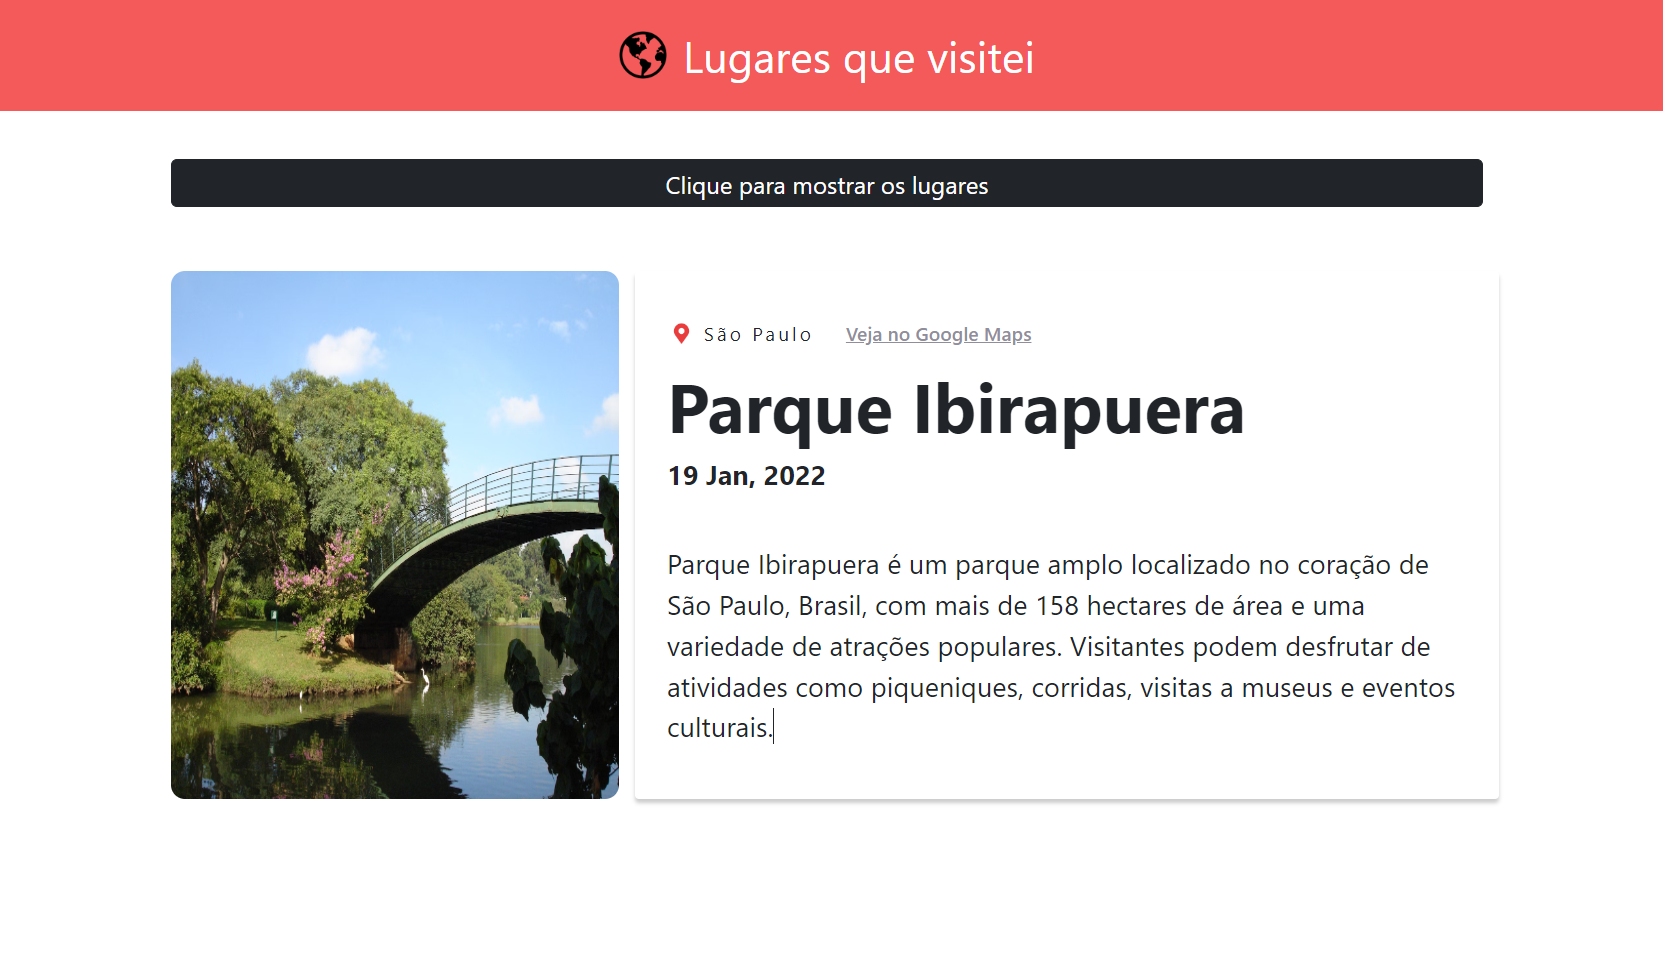 Lugares que visitei
Clique para mostrar os lugares
São Paulo Veja no Google Maps
Parque Ibirapuera
19 Jan, 2022
Parque Ibirapuera é um parque amplo localizado no coração de
São Paulo, Brasil, com mais de 158 hectares de área e uma
variedade de atrações populares. Visitantes podem desfrutar de
atividades como piqueniques, corridas, visitas a museus e eventos
culturais.